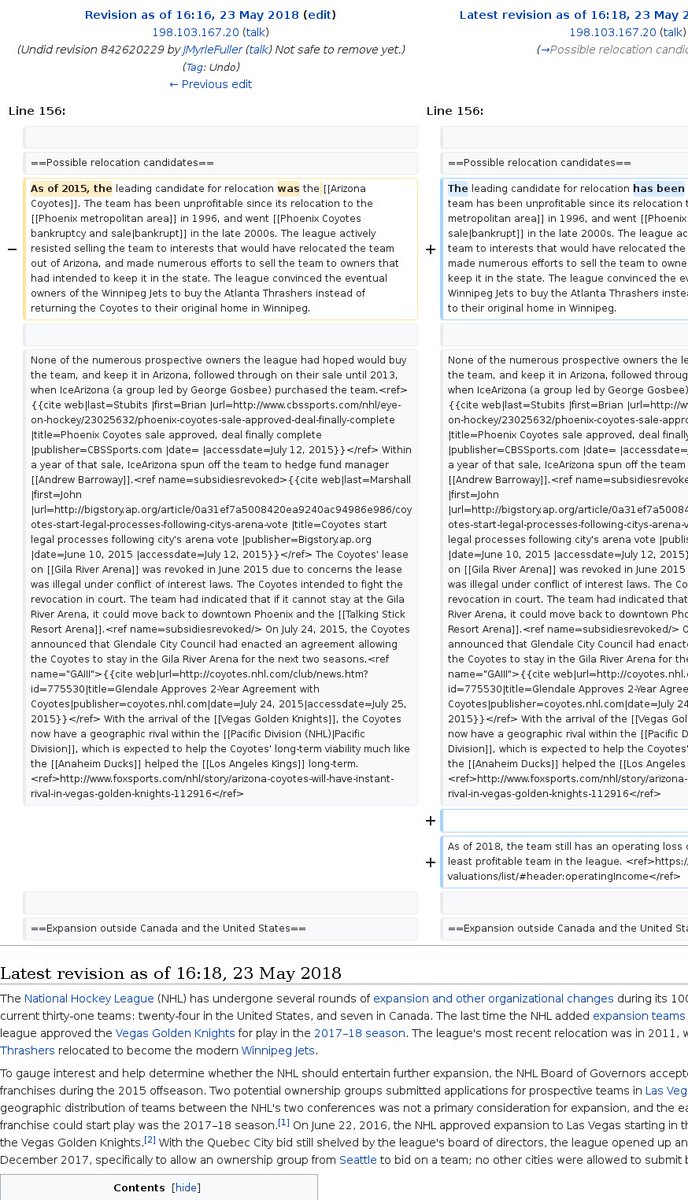 Revision as of 16:16, 23 May 2018 (edit)
198.103.167.20 (talk)
(Undid revision 842620229 by JMyrleFuller (talk) Not safe to remove yet.)
(Tag: Undo)
← Previous edit
Line 156:
==Possible relocation candidates==
− As of 2015, the leading candidate for relocation was the [[Arizona
Coyotes]]. The team has been unprofitable since its relocation to the
[[Phoenix metropolitan area]] in 1996, and went [[Phoenix Coyotes
bankruptcy and sale|bankrupt]] in the late 2000s. The league actively
resisted selling the team to interests that would have relocated the team
out of Arizona, and made numerous efforts to sell the team to owners that
had intended to keep it in the state. The league convinced the eventual
owners of the Winnipeg Jets to buy the Atlanta Thrashers instead of
returning the Coyotes to their original home in Winnipeg.
None of the numerous prospective owners the league had hoped would buy
the team, and keep it in Arizona, followed through on their sale until 2013,
when IceArizona (a group led by George Gosbee) purchased the team.<ref>
{{cite web|last=Stubits |first=Brian |url=http://www.cbssports.com/nhl/eye-
on-hockey/23025632/phoenix-coyotes-sale-approved-deal-finally-complete
|title=Phoenix Coyotes sale approved, deal finally complete
|publisher=CBSSports.com |date= |accessdate=July 12, 2015}}</ref> Within
a year of that sale, IceArizona spun off the team to hedge fund manager
[[Andrew Barroway]].<ref name=subsidiesrevoked>{{cite web|last=Marshall
|first=John
|url=http://bigstory.ap.org/article/0a31ef7a5008420ea9240ac94986e986/coy
otes-start-legal-processes-following-citys-arena-vote |title=Coyotes start
legal processes following city's arena vote |publisher=Bigstory.ap.org
|date=June 10, 2015 |accessdate=July 12, 2015}}</ref> The Coyotes' lease
on [[Gila River Arena]] was revoked in June 2015 due to concerns the lease
was illegal under conflict of interest laws. The Coyotes intended to fight the
revocation in court. The team had indicated that if it cannot stay at the Gila
River Arena, it could move back to downtown Phoenix and the [[Talking Stick
Resort Arena]].<ref name=subsidiesrevoked/> On July 24, 2015, the Coyotes
announced that Glendale City Council had enacted an agreement allowing
the Coyotes to stay in the Gila River Arena for the next two seasons.<ref
name="GAIII">{{cite web|url=http://coyotes.nhl.com/club/news.htm?
id=775530|title=Glendale Approves 2-Year Agreement with
Coyotes|publisher=coyotes.nhl.com|date=July 24, 2015|accessdate=July 25,
2015}}</ref> With the arrival of the [[Vegas Golden Knights]], the Coyotes
now have a geographic rival within the [[Pacific Division (NHL)|Pacific
Division]], which is expected to help the Coyotes' long-term viability much like
the [[Anaheim Ducks]] helped the [[Los Angeles Kings]] long-term.
<ref>http://www.foxsports.com/nhl/story/arizona-coyotes-will-have-instant-
rival-in-vegas-golden-knights-112916</ref>
==Expansion outside Canada and the United States==
Latest revision as of 16:18, 23 May 2
198.103.167.20 (talk)
(→Possible relocation candic
Line 156:
==Possible relocation candidates==
+ The leading candidate for relocation has been
team has been unprofitable since its relocation t
metropolitan area]] in 1996, and went [[Phoenix
sale|bankrupt]] in the late 2000s. The league act
team to interests that would have relocated the
made numerous efforts to sell the team to owne
keep it in the state. The league convinced the ev
Winnipeg Jets to buy the Atlanta Thrashers inste
to their original home in Winnipeg.
None of the numerous prospective owners the le
the team, and keep it in Arizona, followed throug
when IceArizona (a group led by George Gosbee)
{{cite web|last=Stubits |first=Brian |url=http://w
on-hockey/23025632/phoenix-coyotes-sale-appr
|title=Phoenix Coyotes sale approved, deal finall
|publisher=CBSSports.com |date= |accessdate=J
a year of that sale, IceArizona spun off the team
[[Andrew Barroway]].<ref name=subsidiesrevoke
|first=John
|url=http://bigstory.ap.org/article/0a31ef7a50084
otes-start-legal-processes-following-citys-arena-v
legal processes following city's arena vote |publis
|date=June 10, 2015 |accessdate=July 12, 2015}
on [[Gila River Arena]] was revoked in June 2015
was illegal under conflict of interest laws. The Co
revocation in court. The team had indicated that
River Arena, it could move back to downtown Pho
Resort Arena]].<ref name=subsidiesrevoked/> O
announced that Glendale City Council had enacte
the Coyotes to stay in the Gila River Arena for the
name="GAIII">{{cite web|url=http://coyotes.nhl.c
id=775530|title=Glendale Approves 2-Year Agree
Coyotes|publisher=coyotes.nhl.com|date=July 24
2015}}</ref> With the arrival of the [[Vegas Gol
now have a geographic rival within the [[Pacific D
Division]], which is expected to help the Coyotes'
the [[Anaheim Ducks]] helped the [[Los Angeles
<ref>http://www.foxsports.com/nhl/story/arizona-
rival-in-vegas-golden-knights-112916</ref>
+
+ As of 2018, the team still has an operating loss o
least profitable team in the league. <ref>https:/
valuations/list/#header:operatingIncome</ref>
==Expansion outside Canada and the United Sta
Latest revision as of 16:18, 23 May 2018
The National Hockey League (NHL) has undergone several rounds of expansion and other organizational changes during its 100
current thirty-one teams: twenty-four in the United States, and seven in Canada. The last time the NHL added expansion teams
league approved the Vegas Golden Knights for play in the 2017–18 season. The league's most recent relocation was in 2011, w
Thrashers relocated to become the modern Winnipeg Jets.
To gauge interest and help determine whether the NHL should entertain further expansion, the NHL Board of Governors accept
franchises during the 2015 offseason. Two potential ownership groups submitted applications for prospective teams in Las Veg
geographic distribution of teams between the NHL's two conferences was not a primary consideration for expansion, and the ea
franchise could start play was the 2017–18 season.[1] On June 22, 2016, the NHL approved expansion to Las Vegas starting in th
the Vegas Golden Knights.[2] With the Quebec City bid still shelved by the league's board of directors, the league opened up an
December 2017, specifically to allow an ownership group from Seattle to bid on a team; no other cities were allowed to submit b
Contents [hide]